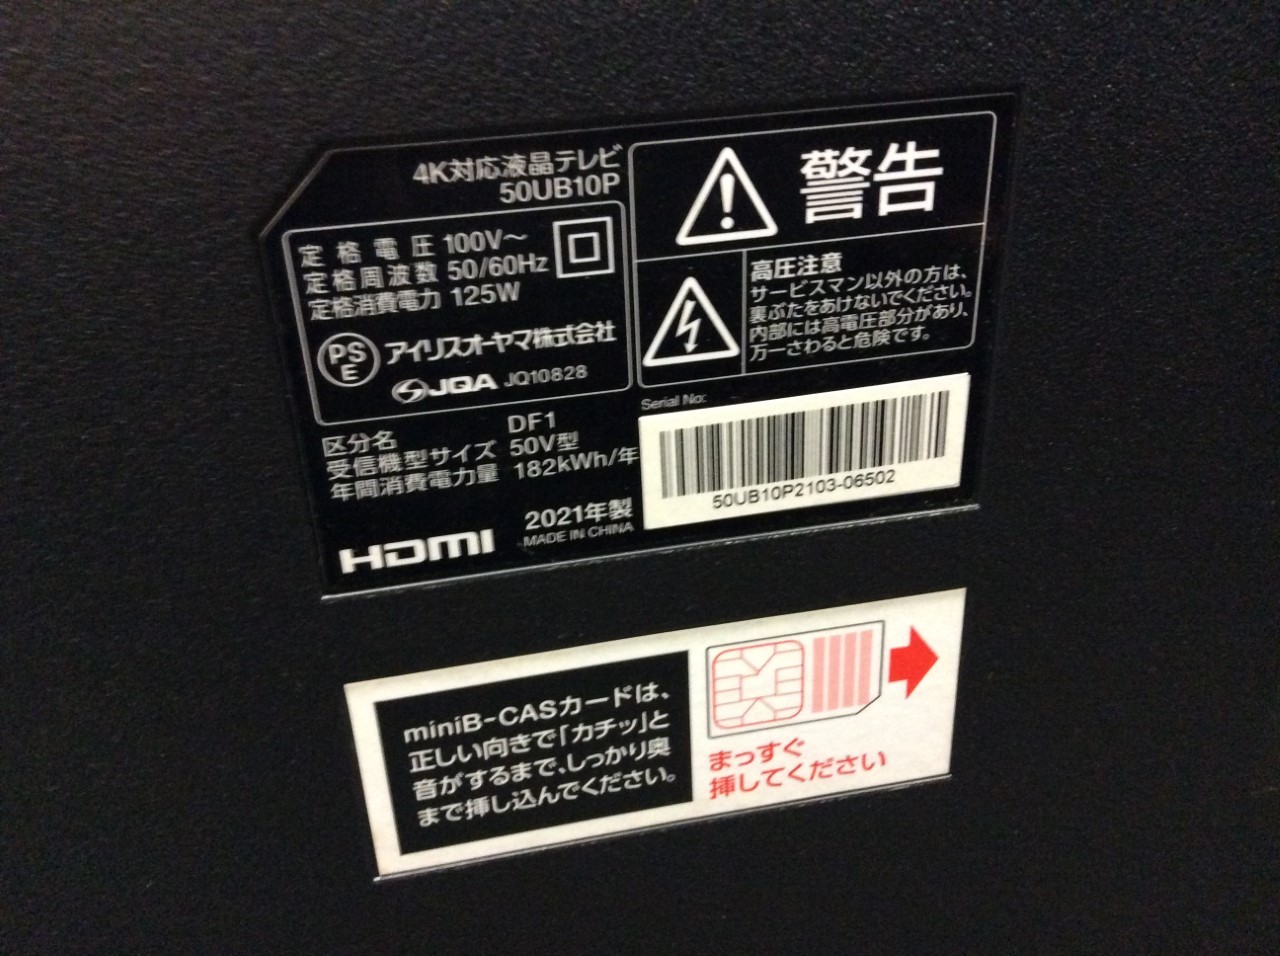 4K対応液晶テレビ
50UB10P
定格電圧 100V～
定格周波数 50/60Hz
定格消費電力 125W
PS
E
アイリスオーヤマ株式会社
JQA JQ10828
区分名 DF1
受信機型サイズ 50V型
年間消費電力量 182kWh/年
HDMI
2021年製
MADE IN CHINA
警告
高圧注意
サービスマン以外の方は、
裏ぶたをあけないでください。
内部には高電圧部分があり、
万一さわると危険です。
Serial No:
50UB10P2103-06502
miniB-CASカードは、
正しい向きで「カチッ」と
音がするまで、しっかり奥
まで挿し込んでください。
まっすぐ
挿してください